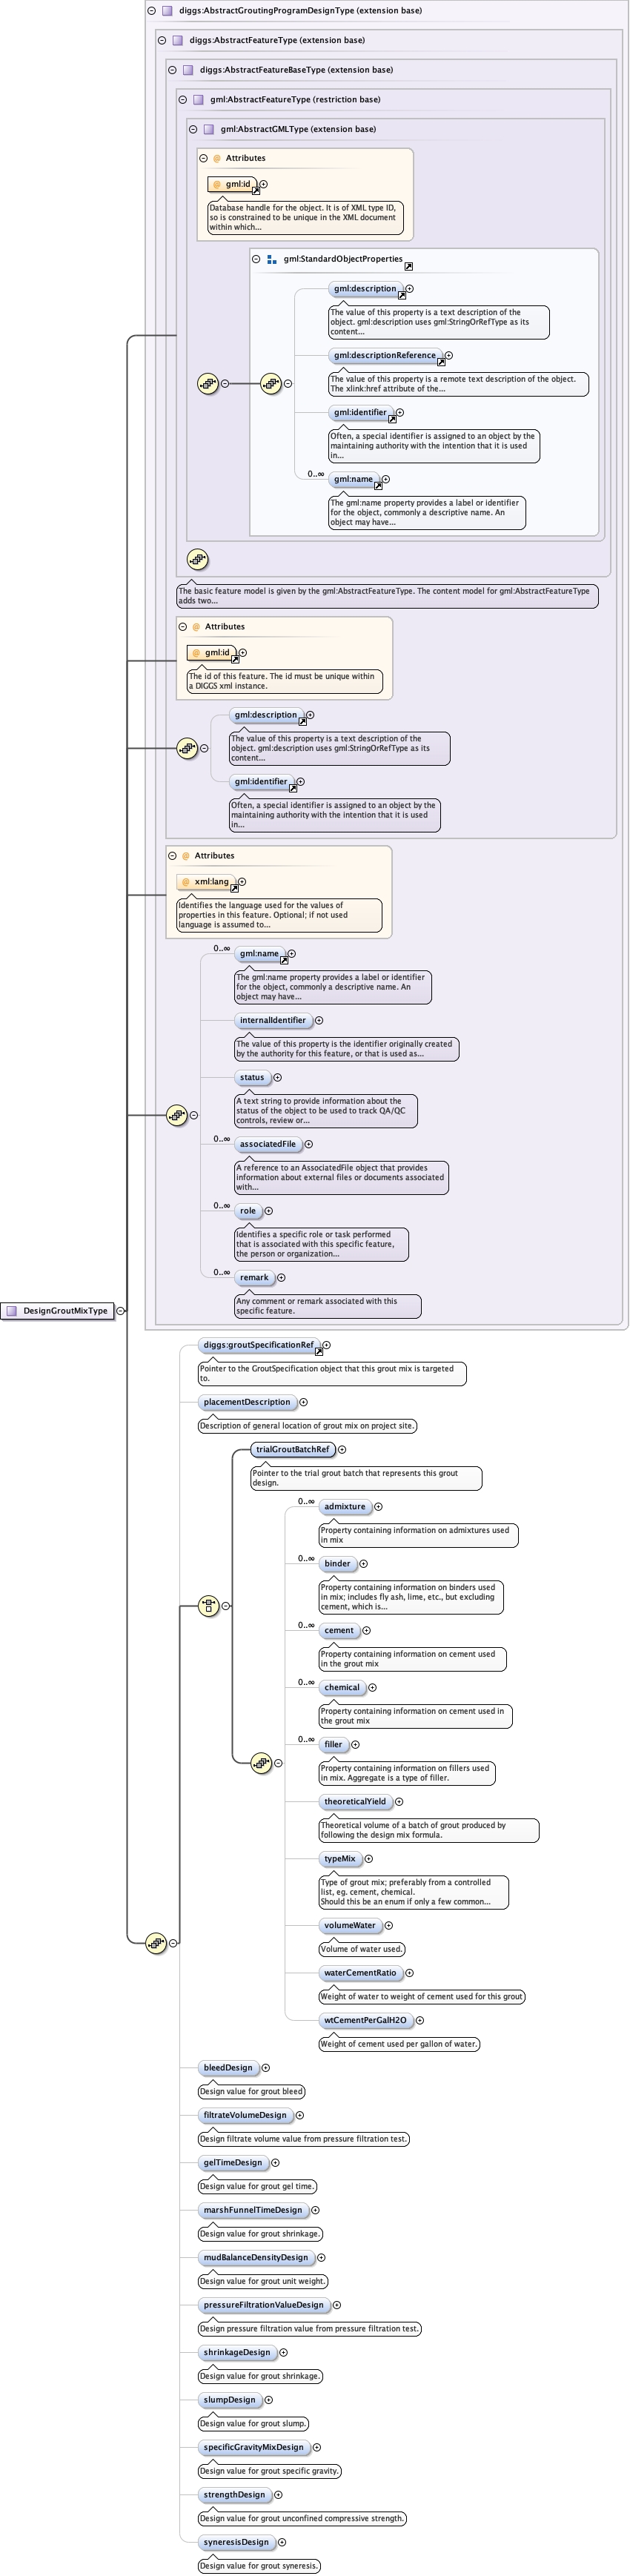 diggs:AbstractGroutingProgramDesignType (extension base)
diggs:AbstractFeatureType (extension base)
diggs:AbstractFeatureBaseType (extension base)
gml:AbstractFeatureType (restriction base)
gml:AbstractGMLType (extension base)
@ Attributes
@ gml:id
Database handle for the object. It is of XML type ID,
so is constrained to be unique in the XML document
within which...
gml:StandardObjectProperties
gml:description
The value of this property is a text description of the
object. gml:description uses gml:StringOrRefType as its
content...
gml:descriptionReference
The value of this property is a remote text description of the object.
The xlink:href attribute of the...
gml:identifier
Often, a special identifier is assigned to an object by the
maintaining authority with the intention that it is used
in...
0..∞
gml:name
The gml:name property provides a label or identifier
for the object, commonly a descriptive name. An
object may have...
The basic feature model is given by the gml:AbstractFeatureType. The content model for gml:AbstractFeatureType
adds two...
@ Attributes
@ gml:id
The id of this feature. The id must be unique within
a DIGGS xml instance.
gml:description
The value of this property is a text description of the
object. gml:description uses gml:StringOrRefType as its
content...
gml:identifier
Often, a special identifier is assigned to an object by the
maintaining authority with the intention that it is used
in...
@ Attributes
@ xml:lang
Identifies the language used for the values of
properties in this feature. Optional; if not used
language is assumed to...
0..∞
gml:name
The gml:name property provides a label or identifier
for the object, commonly a descriptive name. An
object may have...
internalIdentifier
The value of this property is the identifier originally created
by the authority for this feature, or that is used as...
status
A text string to provide information about the
status of the object to be used to track QA/QC
controls, review or...
0..∞
associatedFile
A reference to an AssociatedFile object that provides
information about external files or documents associated
with...
0..∞
role
Identifies a specific role or task performed
that is associated with this specific feature,
the person or organization...
0..∞
remark
Any comment or remark associated with this
specific feature.
DesignGroutMixType
diggs:groutSpecificationRef
Pointer to the GroutSpecification object that this grout mix is targeted
to.
placementDescription
Description of general location of grout mix on project site.
trialGroutBatchRef
Pointer to the trial grout batch that represents this grout
design.
0..∞
admixture
Property containing information on admixtures used
in mix
0..∞
binder
Property containing information on binders used
in mix; includes fly ash, lime, etc., but excluding
cement, which is...
0..∞
cement
Property containing information on cement used
in the grout mix
0..∞
chemical
Property containing information on cement used in
the grout mix
0..∞
filler
Property containing information on fillers used
in mix. Aggregate is a type of filler.
theoreticalYield
Theoretical volume of a batch of grout produced by
following the design mix formula.
typeMix
Type of grout mix; preferably from a controlled
list, eg. cement, chemical.
Should this be an enum if only a few common...
volumeWater
Volume of water used.
waterCementRatio
Weight of water to weight of cement used for this grout
wtCementPerGalH2O
Weight of cement used per gallon of water.
bleedDesign
Design value for grout bleed
filtrateVolumeDesign
Design filtrate volume value from pressure filtration test.
gelTimeDesign
Design value for grout gel time.
marshFunnelTimeDesign
Design value for grout shrinkage.
mudBalanceDensityDesign
Design value for grout unit weight.
pressureFiltrationValueDesign
Design pressure filtration value from pressure filtration test.
shrinkageDesign
Design value for grout shrinkage.
slumpDesign
Design value for grout slump.
specificGravityMixDesign
Design value for grout specific gravity.
strengthDesign
Design value for grout unconfined compressive strength.
syneresisDesign
Design value for grout syneresis.